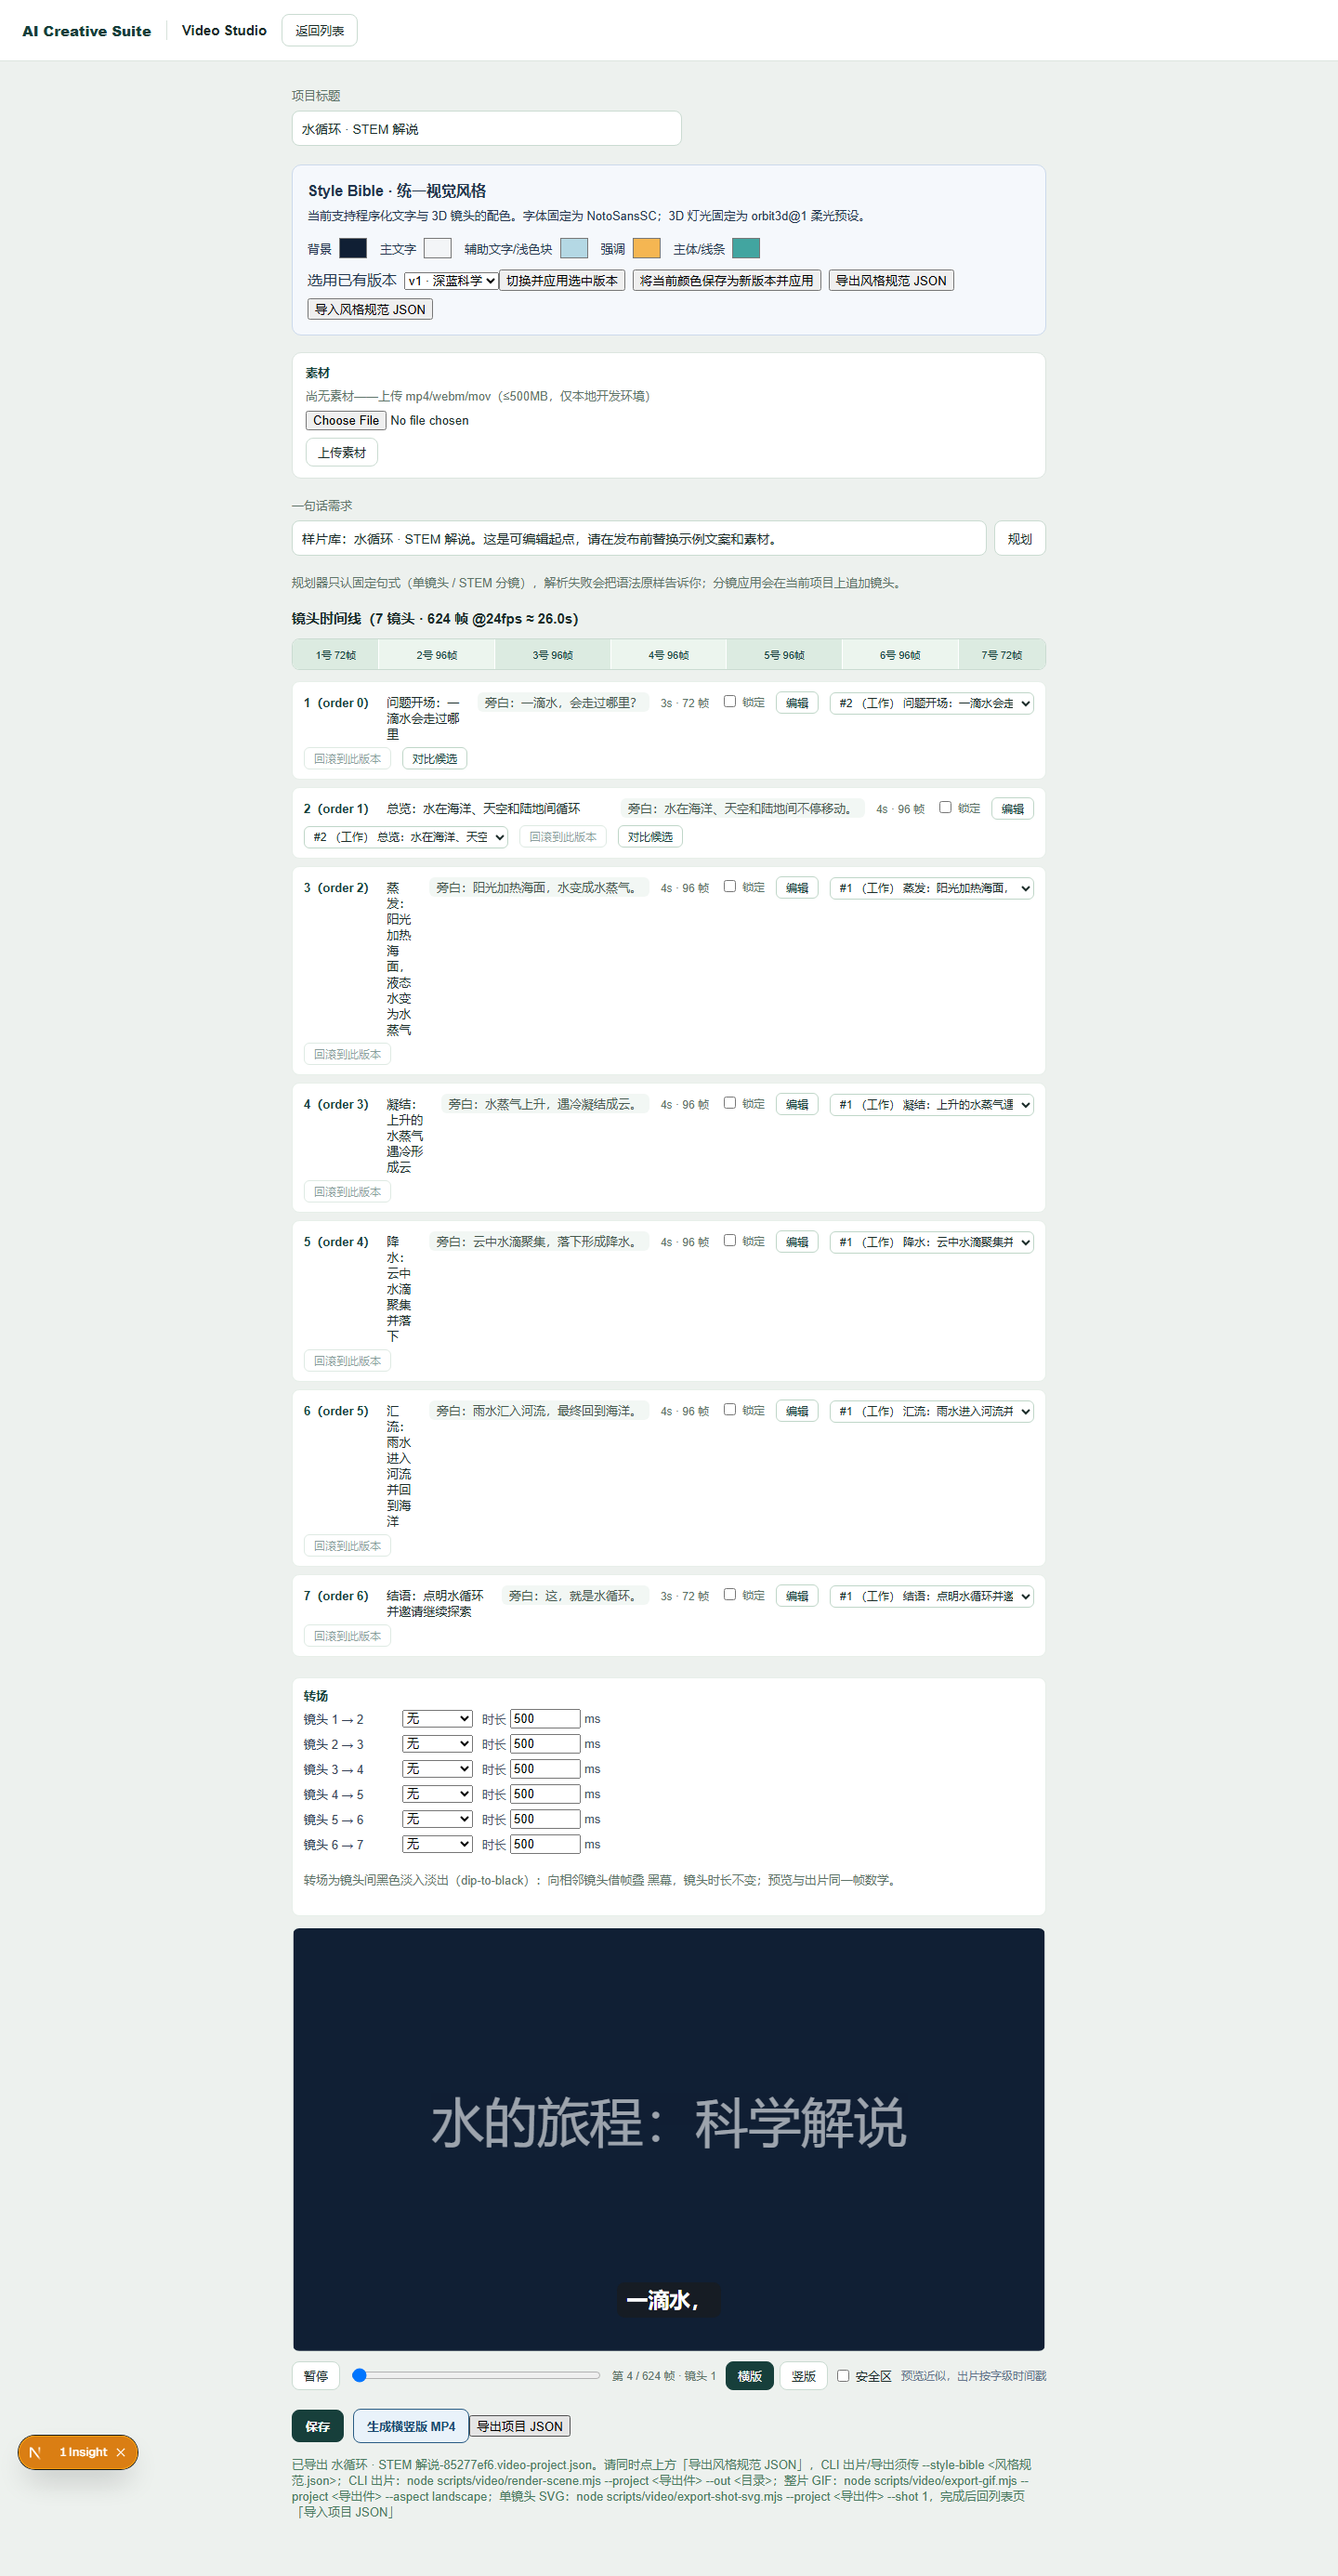 AI Creative Suite
Video Studio
返回列表
项目标题
水循环 · STEM 解说
Style Bible · 统一视觉风格
当前支持程序化文字与 3D 镜头的配色。字体固定为 NotoSansSC；3D 灯光固定为 orbit3d@1 柔光预设。
背景 主文字 辅助文字/浅色块 强调 主体/线条
选用已有版本 v1 · 深蓝科学 切换并应用选中版本 将当前颜色保存为新版本并应用 导出风格规范 JSON
导入风格规范 JSON
素材
尚无素材——上传 mp4/webm/mov（≤500MB，仅本地开发环境）
Choose File No file chosen
上传素材
一句话需求
样片库：水循环 · STEM 解说。这是可编辑起点，请在发布前替换示例文案和素材。 规划
规划器只认固定句式（单镜头 / STEM 分镜），解析失败会把语法原样告诉你；分镜应用会在当前项目上追加镜头。
镜头时间线（7 镜头 · 624 帧 @24fps ≈ 26.0s）
1号 72帧 2号 96帧 3号 96帧 4号 96帧 5号 96帧 6号 96帧 7号 72帧
1（order 0） 问题开场：一 旁白：一滴水，会走过哪里？ 3s · 72 帧 锁定 编辑 #2 （工作） 问题开场：一滴水会走
滴水会走过哪
里
回滚到此版本 对比候选
2（order 1） 总览：水在海洋、天空和陆地间循环 旁白：水在海洋、天空和陆地间不停移动。 4s · 96 帧 锁定 编辑
#2 （工作） 总览：水在海洋、天空 回滚到此版本 对比候选
3（order 2） 蒸 旁白：阳光加热海面，水变成水蒸气。 4s · 96 帧 锁定 编辑 #1 （工作） 蒸发：阳光加热海面，
发：
阳光
加热
海
面，
液态
水变
为水
蒸气
回滚到此版本
4（order 3） 凝结： 旁白：水蒸气上升，遇冷凝结成云。 4s · 96 帧 锁定 编辑 #1 （工作） 凝结：上升的水蒸气遇
上升的
水蒸气
遇冷形
成云
回滚到此版本
5（order 4） 降 旁白：云中水滴聚集，落下形成降水。 4s · 96 帧 锁定 编辑 #1 （工作） 降水：云中水滴聚集并
水：
云中
水滴
聚集
并落
下
回滚到此版本
6（order 5） 汇 旁白：雨水汇入河流，最终回到海洋。 4s · 96 帧 锁定 编辑 #1 （工作） 汇流：雨水进入河流并
流：
雨水
进入
河流
并回
到海
洋
回滚到此版本
7（order 6） 结语：点明水循环 旁白：这，就是水循环。 3s · 72 帧 锁定 编辑 #1 （工作） 结语：点明水循环并邀
并邀请继续探索
回滚到此版本
转场
镜头 1 → 2 无 时长 500 ms
镜头 2 → 3 无 时长 500 ms
镜头 3 → 4 无 时长 500 ms
镜头 4 → 5 无 时长 500 ms
镜头 5 → 6 无 时长 500 ms
镜头 6 → 7 无 时长 500 ms
转场为镜头间黑色淡入淡出（dip-to-black）：向相邻镜头借帧叠 黑幕，镜头时长不变；预览与出片同一帧数学。
水的旅程：科学解说
一滴水，
暂停 第 4 / 624 帧 · 镜头 1 横版 竖版 安全区 预览近似，出片按字级时间戳
保存 生成横竖版 MP4 导出项目 JSON
1 Insight
已导出 水循环 · STEM 解说-85277ef6.video-project.json。请同时点上方「导出风格规范 JSON」，CLI 出片/导出须传 --style-bible <风格规
范.json>；CLI 出片：node scripts/video/render-scene.mjs --project <导出件> --out <目录>；整片 GIF：node scripts/video/export-gif.mjs --
project <导出件> --aspect landscape；单镜头 SVG：node scripts/video/export-shot-svg.mjs --project <导出件> --shot 1，完成后回列表页
「导入项目 JSON」